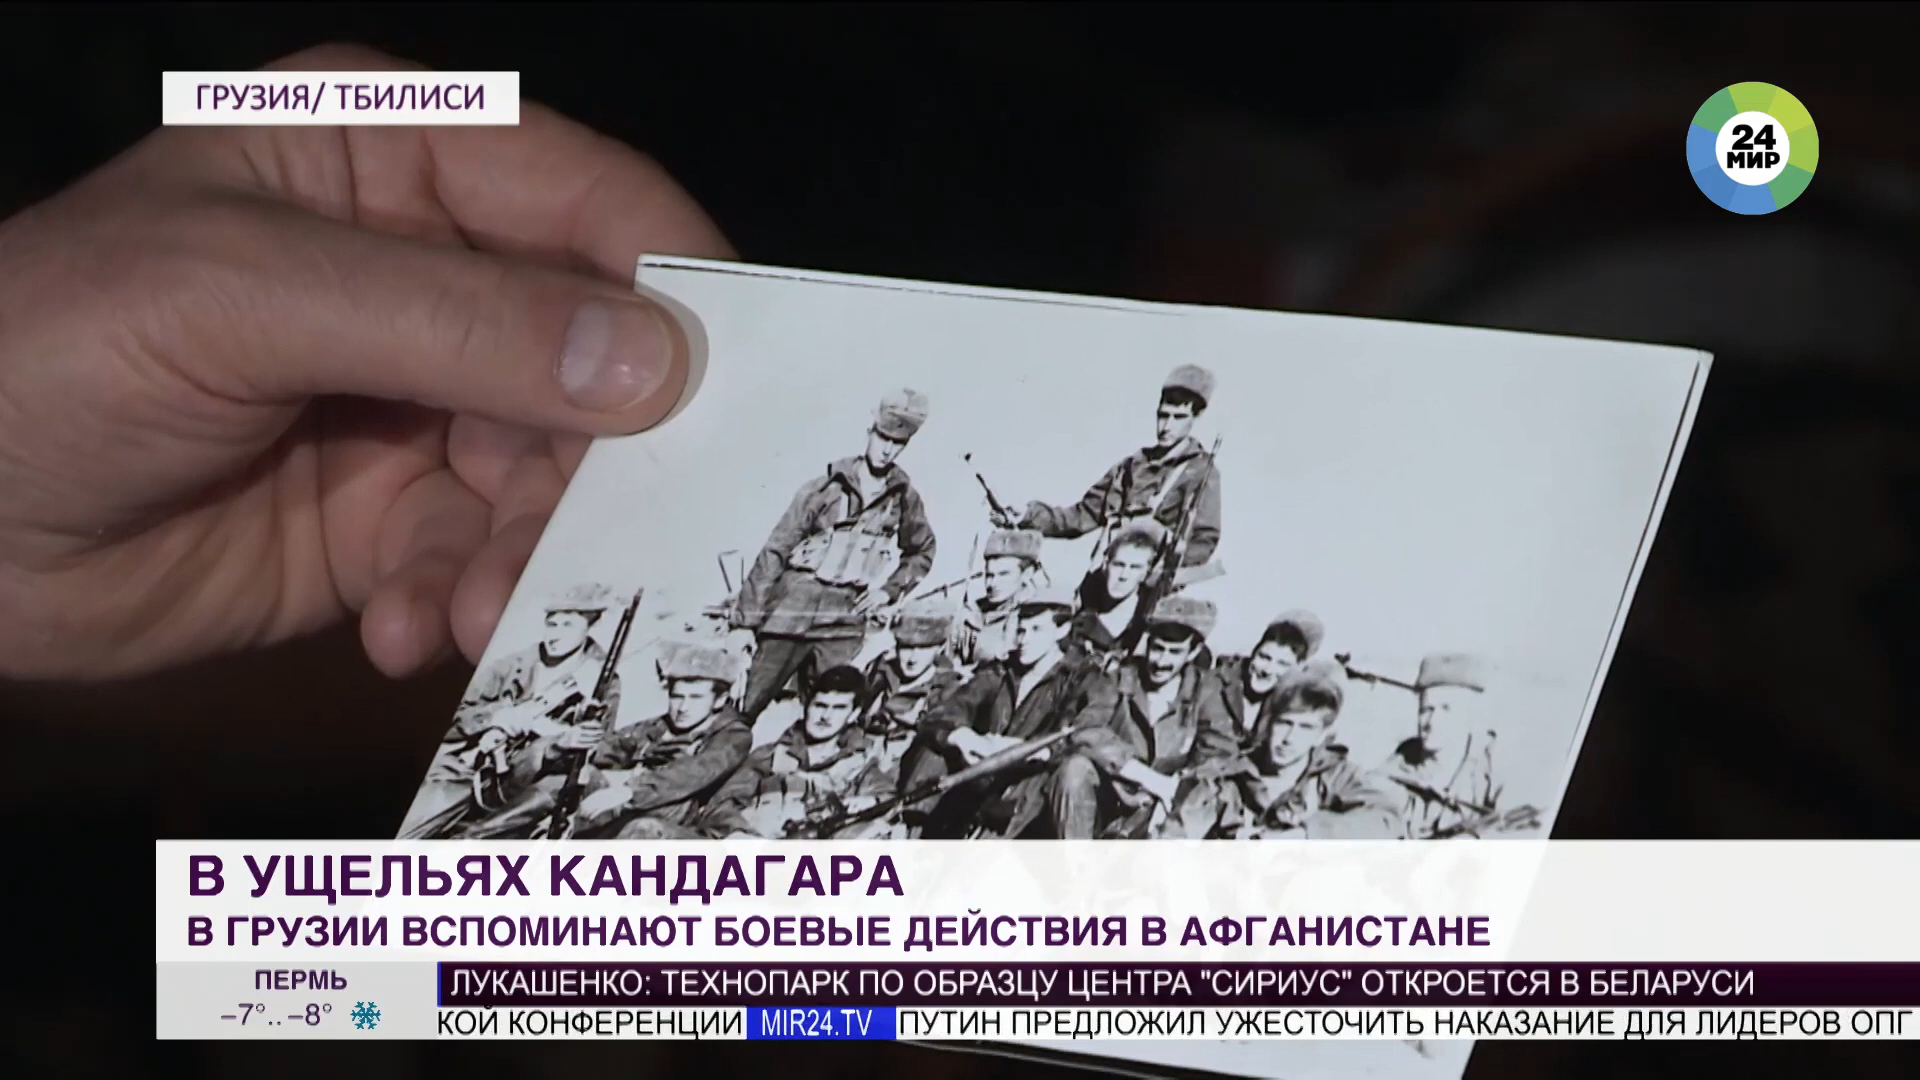 ГРУЗИЯ/ ТБИЛИСИ
24
МИР
В УЩЕЛЬЯХ КАНДАГАРА
В ГРУЗИИ ВСПОМИНАЮТ БОЕВЫЕ ДЕЙСТВИЯ В АФГАНИСТАНЕ
ПЕРМЬ
–7°..–8°
ЛУКАШЕНКО: ТЕХНОПАРК ПО ОБРАЗЦУ ЦЕНТРА "СИРИУС" ОТКРОЕТСЯ В БЕЛАРУСИ
КОЙ КОНФЕРЕНЦИИ MIR24.TV ПУТИН ПРЕДЛОЖИЛ УЖЕСТОЧИТЬ НАКАЗАНИЕ ДЛЯ ЛИДЕРОВ ОПГ